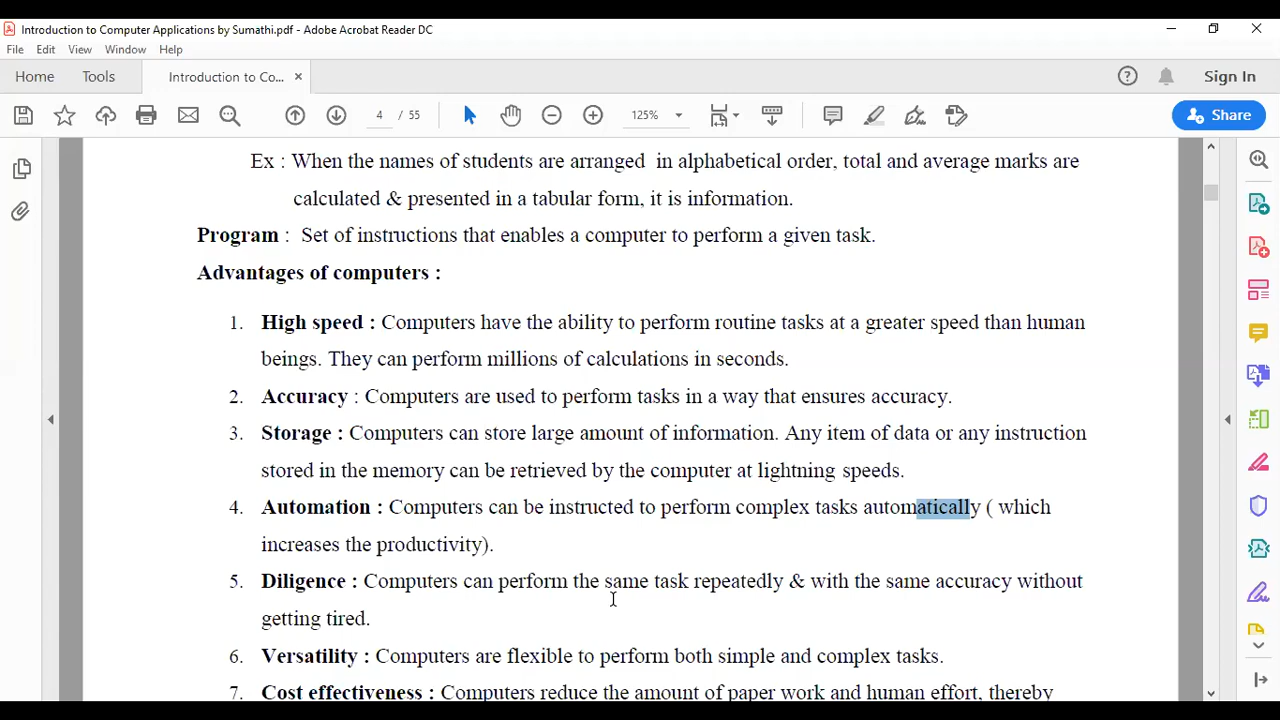 Introduction to Computer Applications by Sumathi.pdf - Adobe Acrobat Reader DC
File Edit View Window Help
Home Tools Introduction to Co... × Sign In
4 / 55 125% Share
Ex : When the names of students are arranged in alphabetical order, total and average marks are
calculated & presented in a tabular form, it is information.
Program : Set of instructions that enables a computer to perform a given task.
Advantages of computers :
1. High speed : Computers have the ability to perform routine tasks at a greater speed than human
beings. They can perform millions of calculations in seconds.
2. Accuracy : Computers are used to perform tasks in a way that ensures accuracy.
3. Storage : Computers can store large amount of information. Any item of data or any instruction
stored in the memory can be retrieved by the computer at lightning speeds.
4. Automation : Computers can be instructed to perform complex tasks automatically ( which
increases the productivity).
5. Diligence : Computers can perform the same task repeatedly & with the same accuracy without
getting tired.
6. Versatility : Computers are flexible to perform both simple and complex tasks.
7. Cost effectiveness : Computers reduce the amount of paper work and human effort, thereby